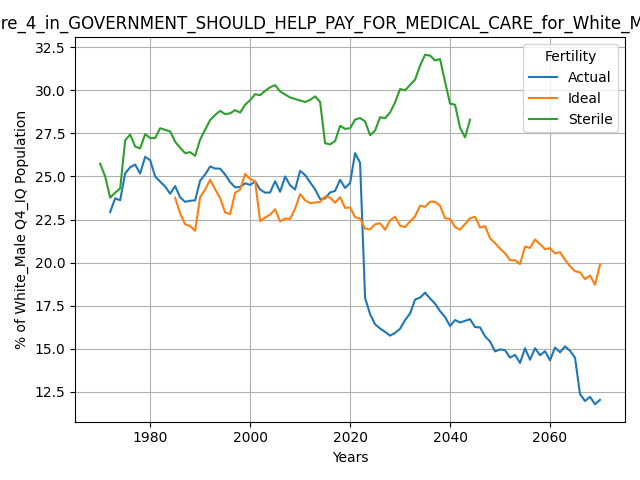 re_4_in_GOVERNMENT_SHOULD_HELP_PAY_FOR_MEDICAL_CARE_for_White_M
Fertility
Actual
Ideal
Sterile
% of White_Male Q4_IQ Population
32.5
30.0
27.5
25.0
22.5
20.0
17.5
15.0
12.5
1980
2000
2020
2040
2060
Years